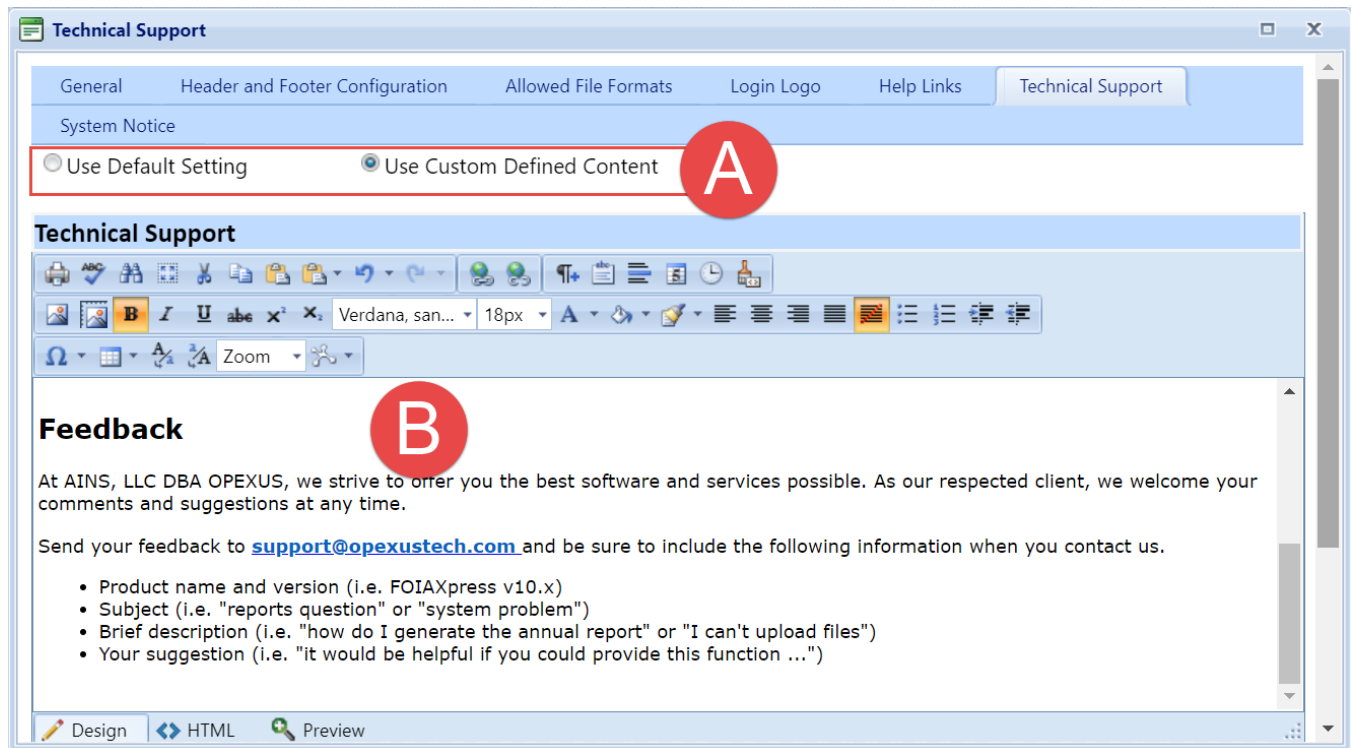 Technical Support
General Header and Footer Configuration Allowed File Formats Login Logo Help Links Technical Support
System Notice
Use Default Setting Use Custom Defined Content A
Technical Support
ABC abc 5
B I U abc x² X₂ Verdana, san... 18px A
Ω A a a A Zoom
B
Feedback
At AINS, LLC DBA OPEXUS, we strive to offer you the best software and services possible. As our respected client, we welcome your
comments and suggestions at any time.
Send your feedback to support@opexustech.com and be sure to include the following information when you contact us.
• Product name and version (i.e. FOIAXpress v10.x)
• Subject (i.e. "reports question" or "system problem")
• Brief description (i.e. "how do I generate the annual report" or "I can't upload files")
• Your suggestion (i.e. "it would be helpful if you could provide this function ...")
Design HTML Preview